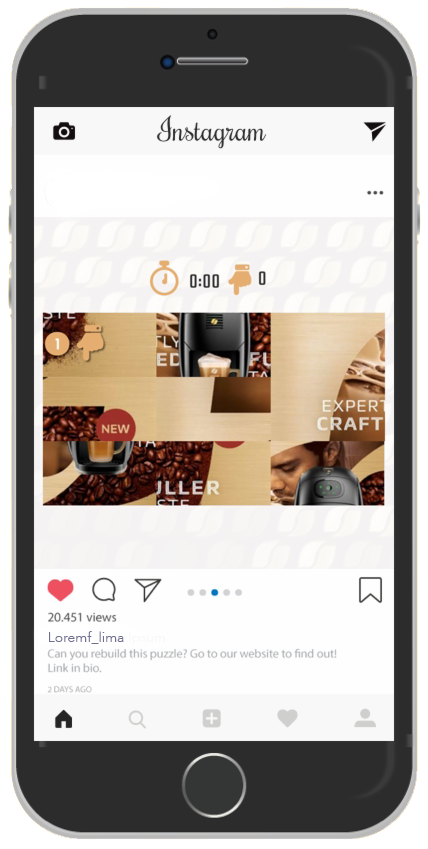 Instagram
0:00
0
STE
1
TLY
ED
FU
TA
EXPERT
CRAFT
NEW
TA
ULLER
STE
20.451 views
Loremf_lima
Can you rebuild this puzzle? Go to our website to find out!
Link in bio.
2 DAYS AGO